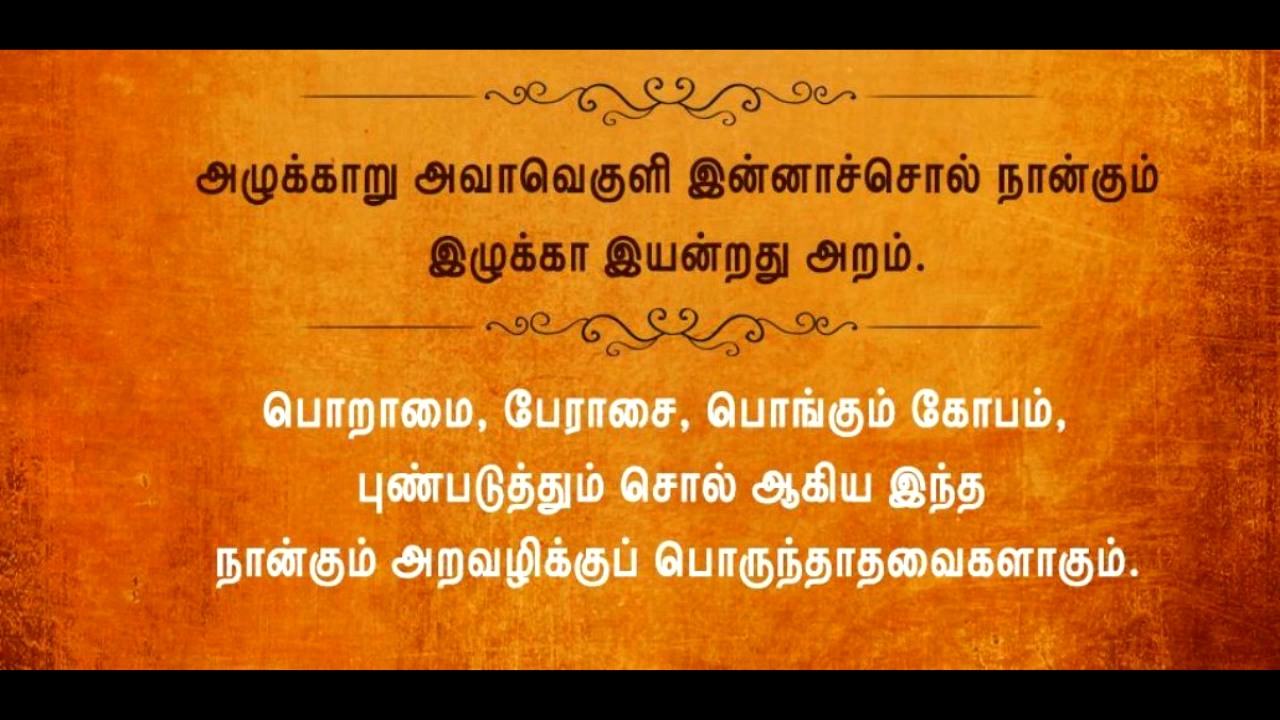 அழுக்காறு அவாவெகுளி இன்னாச்சொல் நான்கும்
இழுக்கா இயன்றது அறம்.
பொறாமை, பேராசை, பொங்கும் கோபம்,
புண்படுத்தும் சொல் ஆகிய இந்த
நான்கும் அறவழிக்குப் பொருந்தாதவைகளாகும்.